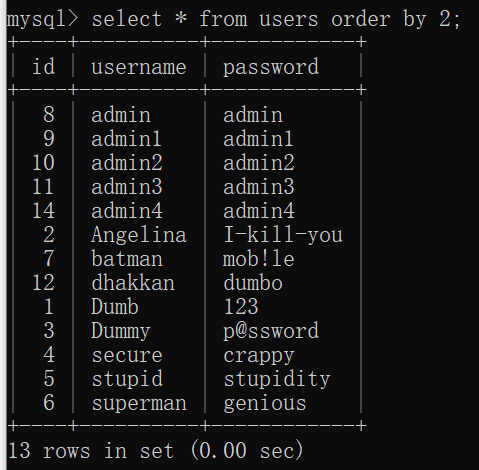 mysql> select * from users order by 2;
+----+----------+------------+
| id | username | password   |
+----+----------+------------+
|  8 | admin    | admin      |
|  9 | admin1   | admin1     |
| 10 | admin2   | admin2     |
| 11 | admin3   | admin3     |
| 14 | admin4   | admin4     |
|  2 | Angelina | I-kill-you |
|  7 | batman   | mob!le     |
| 12 | dhakkan  | dumbo      |
|  1 | Dumb     | 123        |
|  3 | Dummy    | p@ssword   |
|  4 | secure   | crappy     |
|  5 | stupid   | stupidity  |
|  6 | superman | genious    |
+----+----------+------------+
13 rows in set (0.00 sec)